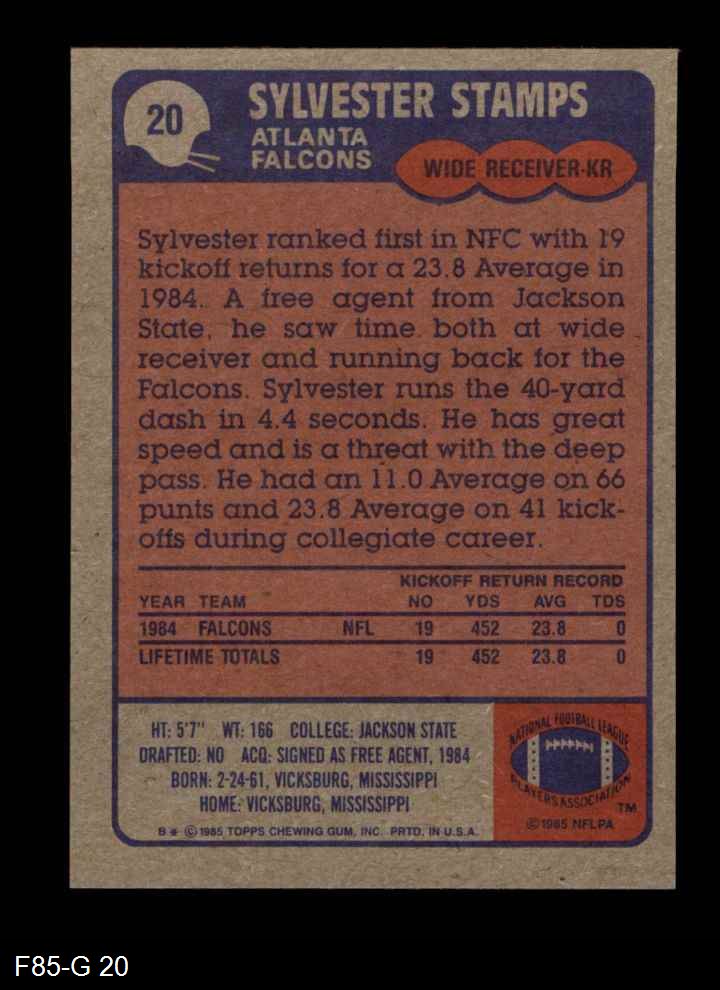 20
SYLVESTER STAMPS
ATLANTA
FALCONS
WIDE RECEIVER-KR
Sylvester ranked first in NFC with 19
kickoff returns for a 23.8 Average in
1984. A free agent from Jackson
State, he saw time both at wide
receiver and running back for the
Falcons. Sylvester runs the 40-yard
dash in 4.4 seconds. He has great
speed and is a threat with the deep
pass. He had an 11.0 Average on 66
punts and 23.8 Average on 41 kick-
offs during collegiate career.
KICKOFF RETURN RECORD
YEAR TEAM NO YDS AVG TDS
1984 FALCONS NFL 19 452 23.8 0
LIFETIME TOTALS 19 452 23.8 0
HT: 5'7" WT: 166 COLLEGE: JACKSON STATE
DRAFTED: NO ACQ: SIGNED AS FREE AGENT, 1984
BORN: 2-24-61, VICKSBURG, MISSISSIPPI
HOME: VICKSBURG, MISSISSIPPI
B * © 1985 TOPPS CHEWING GUM, INC. PRTD. IN U.S.A.
NATIONAL FOOTBALL LEAGUE
PLAYERS ASSOCIATION
TM
© 1985 NFLPA
F85-G 20